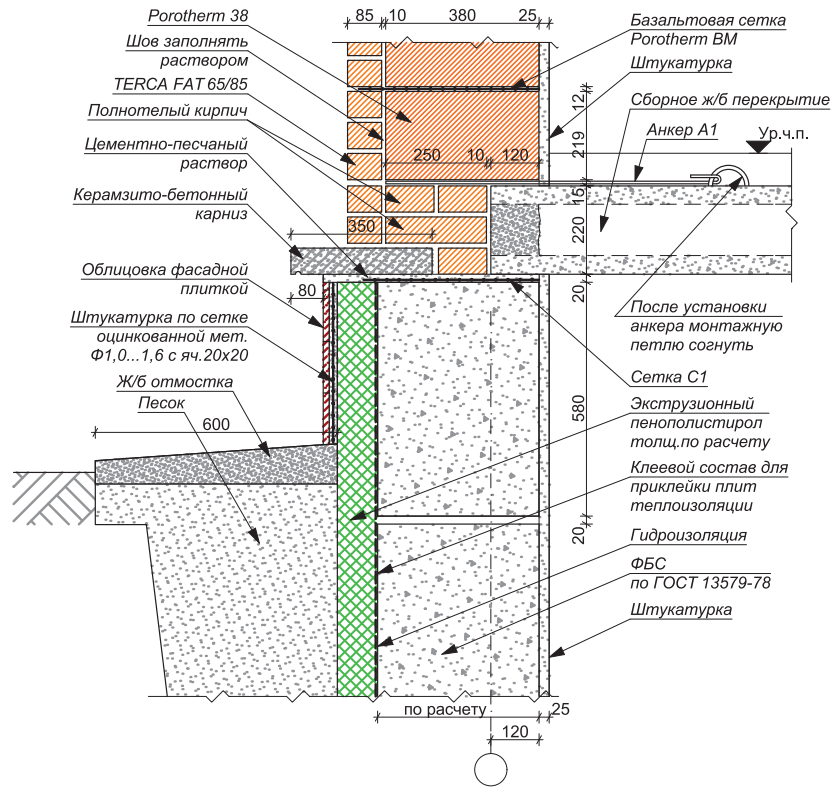 85 10 380 25
Porotherm 38
Шов заполнять
раствором
TERCA FAT 65/85
Полнотелый кирпич
Цементно-песчаный
раствор
Керамзито-бетонный
карниз
350
Облицовка фасадной
плиткой
80
Штукатурка по сетке
оцинкованной мет.
Ф1,0...1,6 с яч.20х20
Ж/б отмостка
Песок
600
250 10 120
Базальтовая сетка
Porotherm BM
Штукатурка
12
Сборное ж/б перекрытие
219
Анкер А1
Ур.ч.п.
15
220
20
После установки
анкера монтажную
петлю согнуть
Сетка С1
580
Экструзионный
пенополистирол
толщ.по расчету
Клеевой состав для
приклейки плит
теплоизоляции
20
Гидроизоляция
ФБС
по ГОСТ 13579-78
Штукатурка
по расчету 25
120